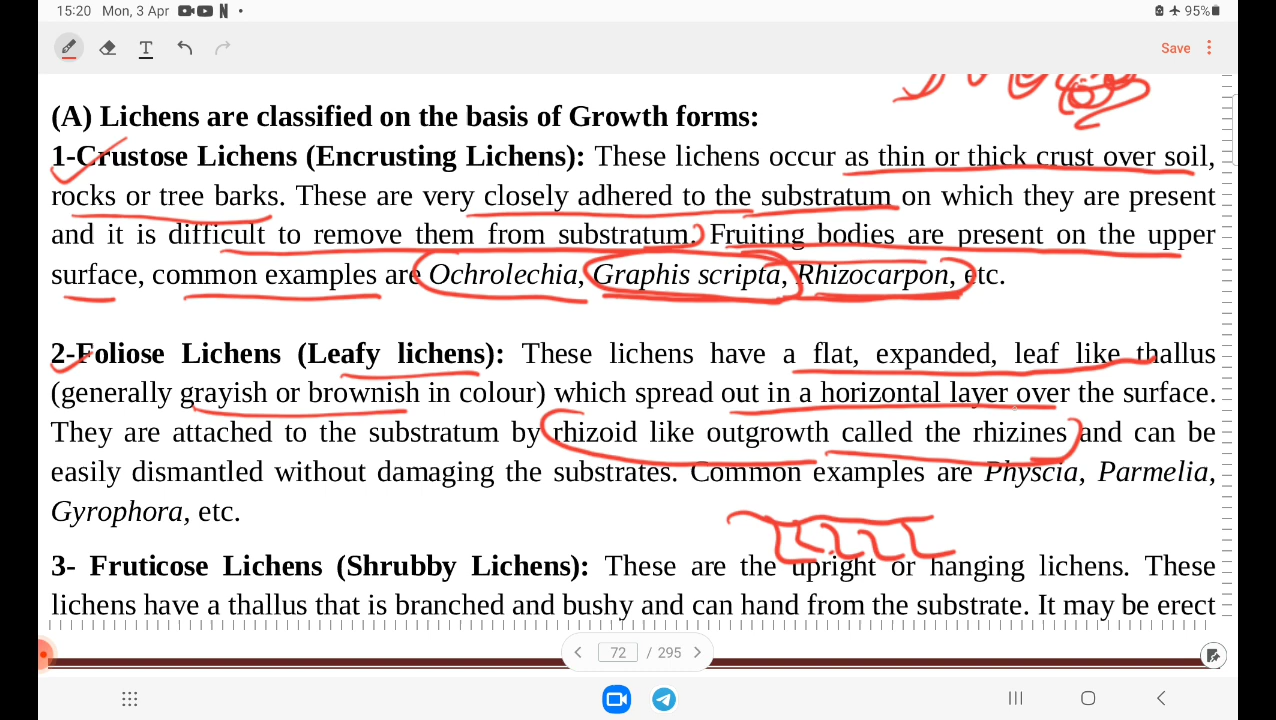 15:20 Mon, 3 Apr N 95%
T Save
(A) Lichens are classified on the basis of Growth forms:
1-Crustose Lichens (Encrusting Lichens): These lichens occur as thin or thick crust over soil,
rocks or tree barks. These are very closely adhered to the substratum on which they are present
and it is difficult to remove them from substratum. Fruiting bodies are present on the upper
surface, common examples are Ochrolechia, Graphis scripta, Rhizocarpon, etc.
2-Foliose Lichens (Leafy lichens): These lichens have a flat, expanded, leaf like thallus
(generally grayish or brownish in colour) which spread out in a horizontal layer over the surface.
They are attached to the substratum by rhizoid like outgrowth called the rhizines and can be
easily dismantled without damaging the substrates. Common examples are Physcia, Parmelia,
Gyrophora, etc.
3- Fruticose Lichens (Shrubby Lichens): These are the upright or hanging lichens. These
lichens have a thallus that is branched and bushy and can hand from the substrate. It may be erect
72 / 295